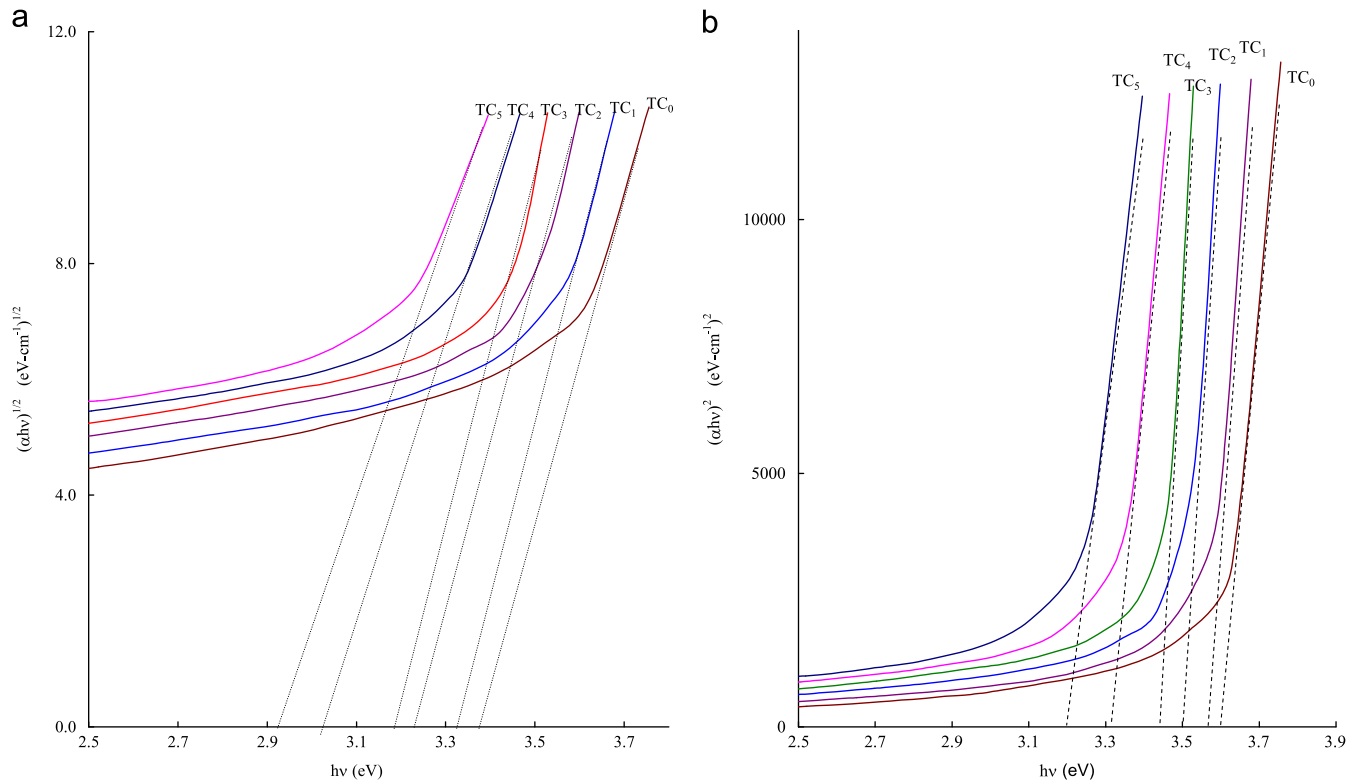 a
12.0
8.0
4.0
0.0
(αhν)1/2 (eV-cm-1)1/2
TC5
TC4
TC3
TC2
TC1
TC0
2.5
2.7
2.9
3.1
3.3
3.5
3.7
hν (eV)
b
10000
5000
0
(αhν)2 (eV-cm-1)2
TC5
TC4
TC3
TC2
TC1
TC0
2.5
2.7
2.9
3.1
3.3
3.5
3.7
3.9
hν (eV)